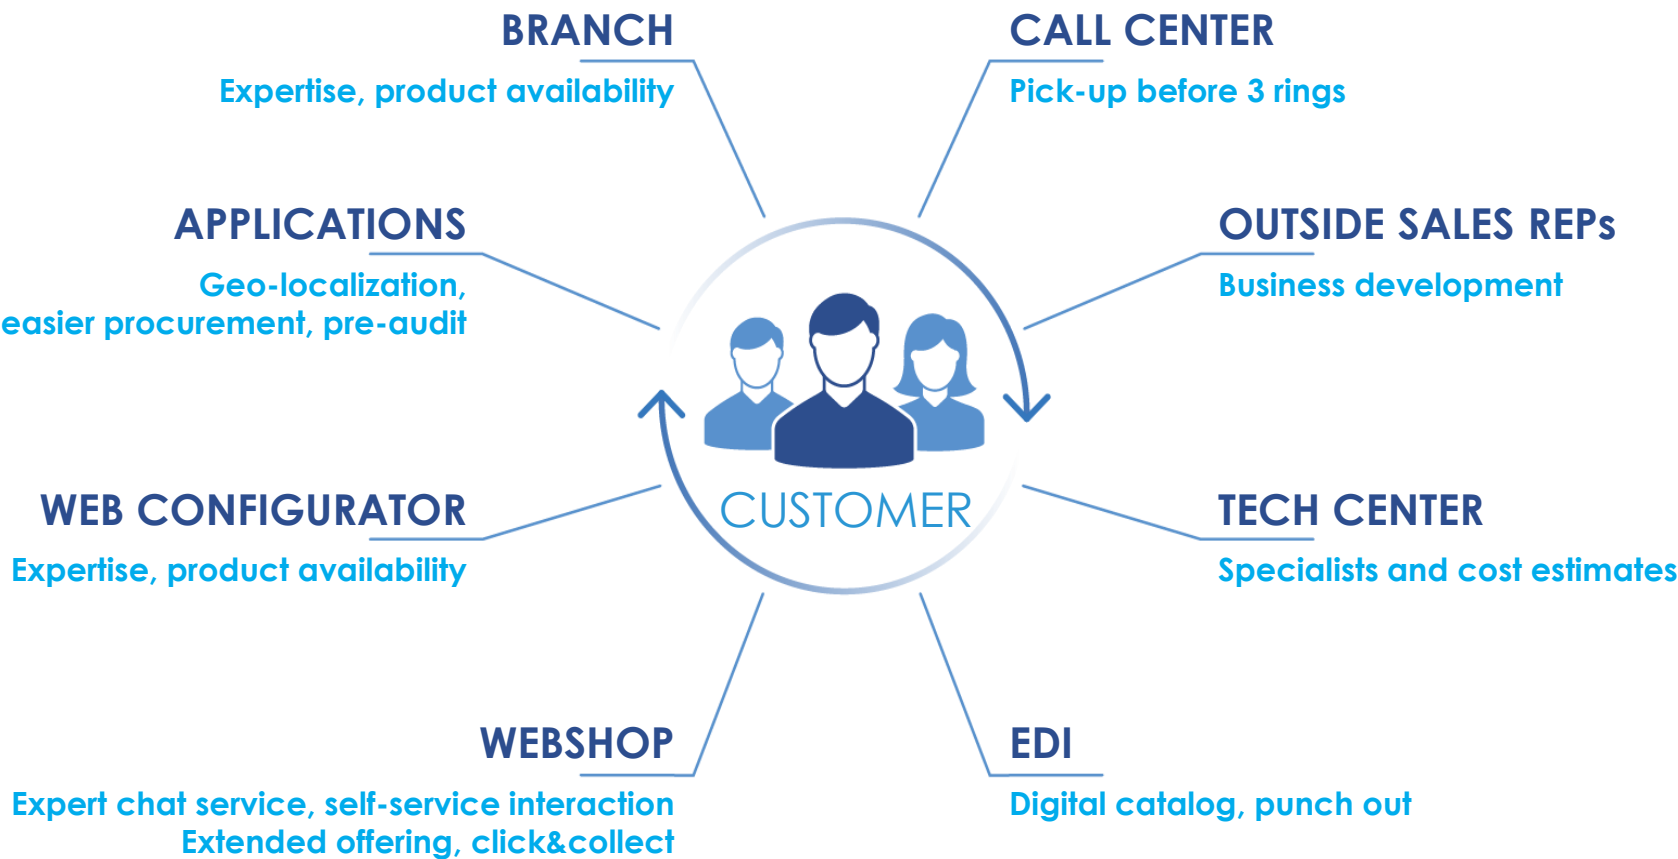 BRANCH
Expertise, product availability
CALL CENTER
Pick-up before 3 rings
APPLICATIONS
Geo-localization,
easier procurement, pre-audit
OUTSIDE SALES REPs
Business development
CUSTOMER
WEB CONFIGURATOR
Expertise, product availability
TECH CENTER
Specialists and cost estimates
WEBSHOP
Expert chat service, self-service interaction
Extended offering, click&collect
EDI
Digital catalog, punch out